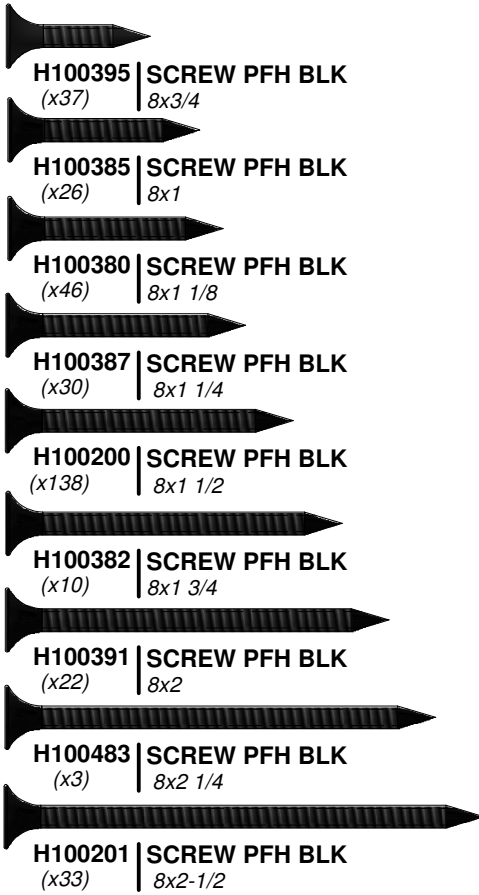 H100395 | SCREW PFH BLK
(x37) 8x3/4
H100385 | SCREW PFH BLK
(x26) 8x1
H100380 | SCREW PFH BLK
(x46) 8x1 1/8
H100387 | SCREW PFH BLK
(x30) 8x1 1/4
H100200 | SCREW PFH BLK
(x138) 8x1 1/2
H100382 | SCREW PFH BLK
(x10) 8x1 3/4
H100391 | SCREW PFH BLK
(x22) 8x2
H100483 | SCREW PFH BLK
(x3) 8x2 1/4
H100201 | SCREW PFH BLK
(x33) 8x2-1/2